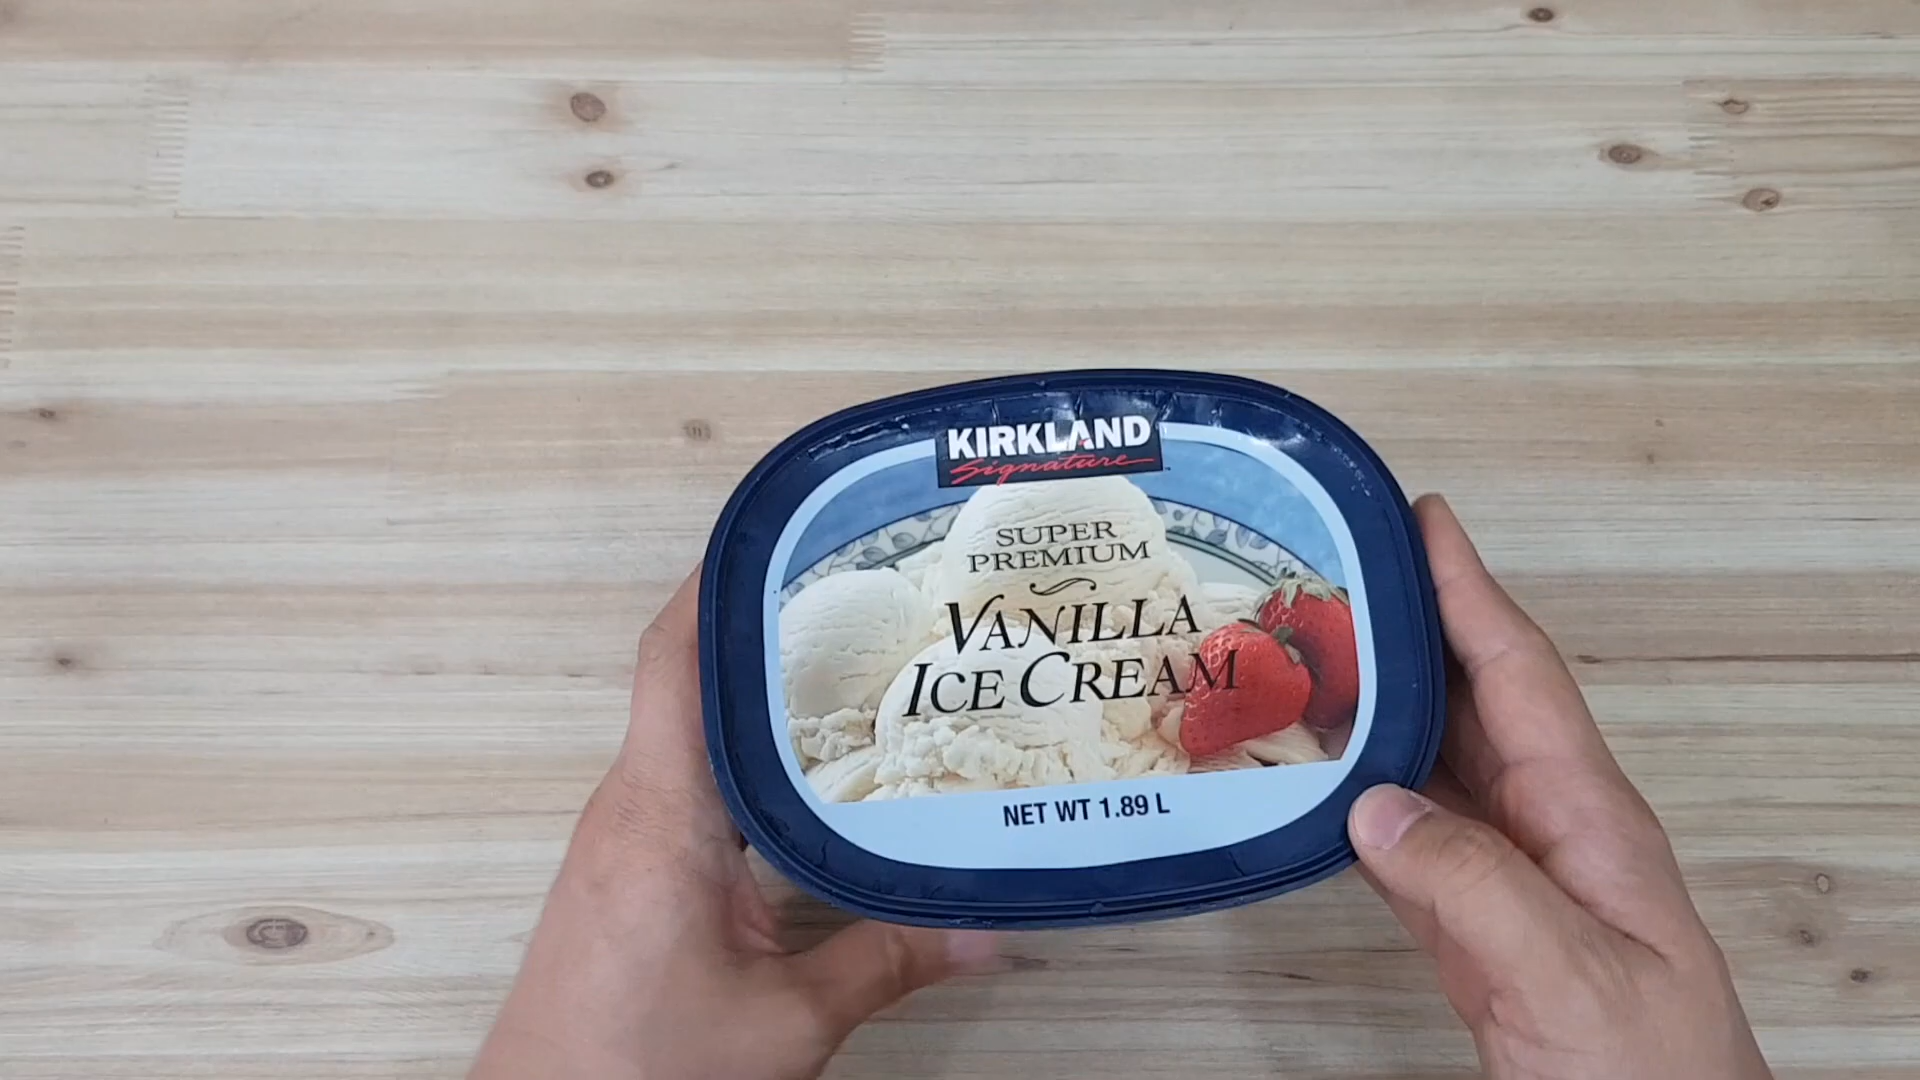 KIRKLAND
Signature
SUPER
PREMIUM
VANILLA
ICE CREAM
NET WT 1.89 L